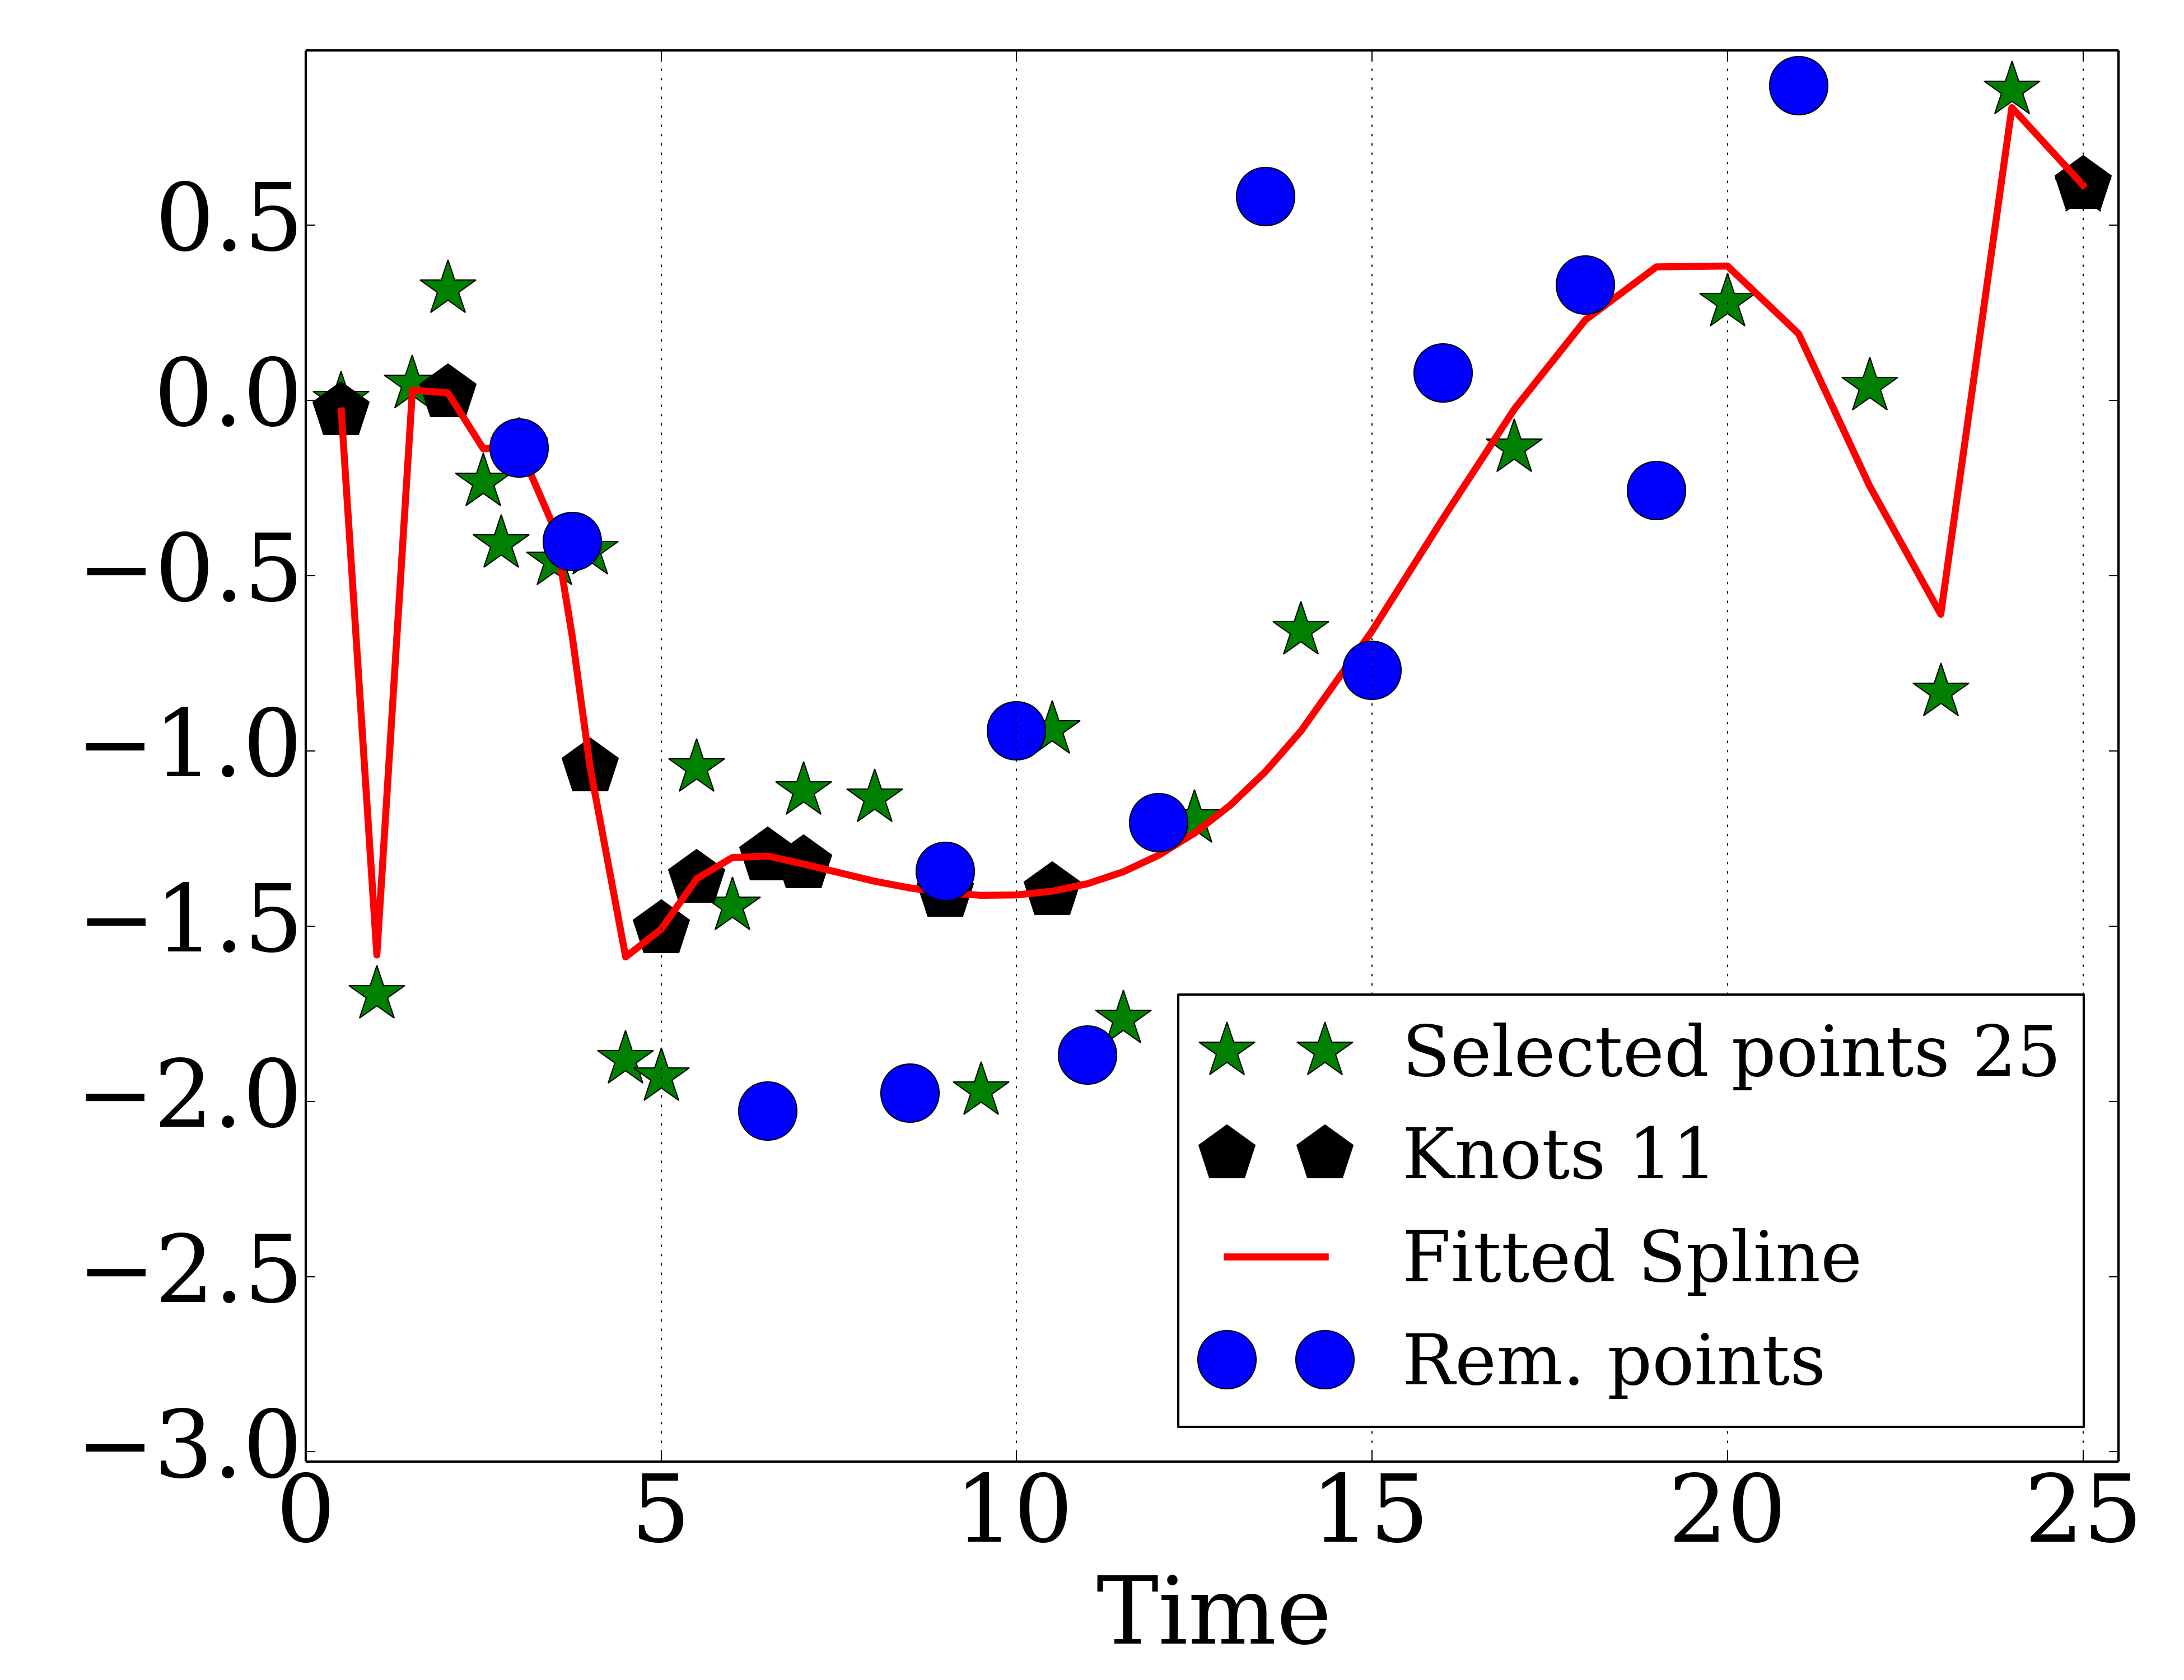 0.5
0.0
−0.5
−1.0
−1.5
−2.0
−2.5
−3.0
0 5 10 15 20 25
Time
Selected points 25
Knots 11
Fitted Spline
Rem. points